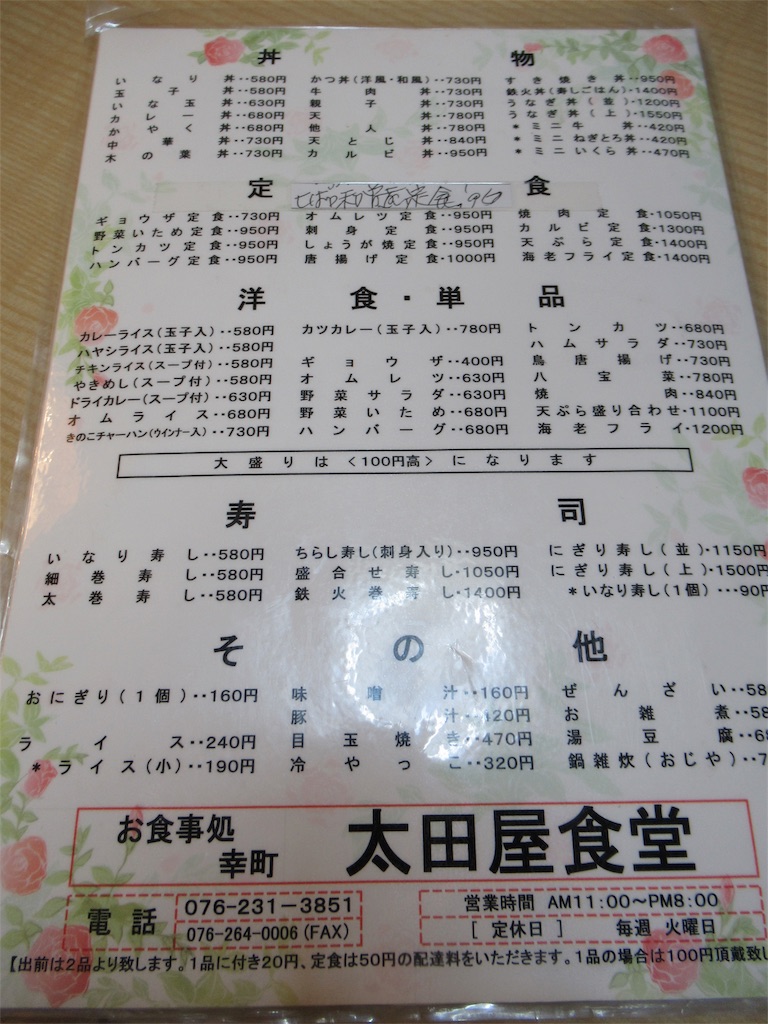 丼　物
いなり丼‥580円　かつ丼(洋風・和風)‥730円　すき焼き丼‥950円
玉子丼‥580円　牛肉丼‥730円　鉄火丼(寿しごはん)‥1400円
いな玉丼‥630円　親子丼‥730円　うなぎ丼(並)‥1200円
カレー丼‥680円　天丼‥780円　うなぎ丼(上)‥1550円
かやく丼‥680円　他人丼‥780円　*ミニ牛丼‥420円
中華丼‥730円　天とじ丼‥840円　*ミニねぎとろ丼‥420円
木の葉丼‥730円　カルビ丼‥950円　*ミニいくら丼‥470円
定　食
ギョウザ定食‥730円　オムレツ定食‥950円　焼肉定食‥1050円
野菜いため定食‥950円　刺身定食‥950円　カルビ定食‥1300円
トンカツ定食‥950円　しょうが焼定食‥950円　天ぷら定食‥1400円
ハンバーグ定食‥950円　唐揚げ定食‥1000円　海老フライ定食‥1400円
洋食・単品
カレーライス(玉子入)‥580円　カツカレー(玉子入)‥780円　トンカツ‥680円
ハヤシライス(玉子入)‥580円　ハムサラダ‥730円
チキンライス(スープ付)‥580円　ギョウザ‥400円　鳥唐揚げ‥730円
やきめし(スープ付)‥580円　オムレツ‥630円　八宝菜‥780円
ドライカレー(スープ付)‥630円　野菜サラダ‥630円　焼肉‥840円
オムライス‥680円　野菜いため‥680円　天ぷら盛り合わせ‥1100円
きのこチャーハン(ウインナー入)‥730円　ハンバーグ‥680円　海老フライ‥1200円
大盛りは<100円高>になります
寿　司
いなり寿し‥580円　ちらし寿し(刺身入り)‥950円　にぎり寿し(並)‥1150円
細巻寿し‥580円　盛合せ寿し‥1050円　にぎり寿し(上)‥1500円
太巻寿し‥580円　鉄火巻寿し‥1400円　*いなり寿し(1個)‥‥90円
その他
おにぎり(1個)‥160円　味噌汁‥160円　ぜんざい‥58
豚汁　お雑煮‥58
ライス‥240円　目玉焼き‥470円　湯豆腐‥6
*ライス(小)‥190円　冷やっこ‥320円　鍋雑炊(おじや)‥7
お食事処
幸町　太田屋食堂
電話　076-231-3851
076-264-0006(FAX)
営業時間 AM11:00〜PM8:00
[定休日]　毎週 火曜日
【出前は2品より致します。1品に付き20円、定食は50円の配達料をいただきます。1品の場合は100円頂戴致し